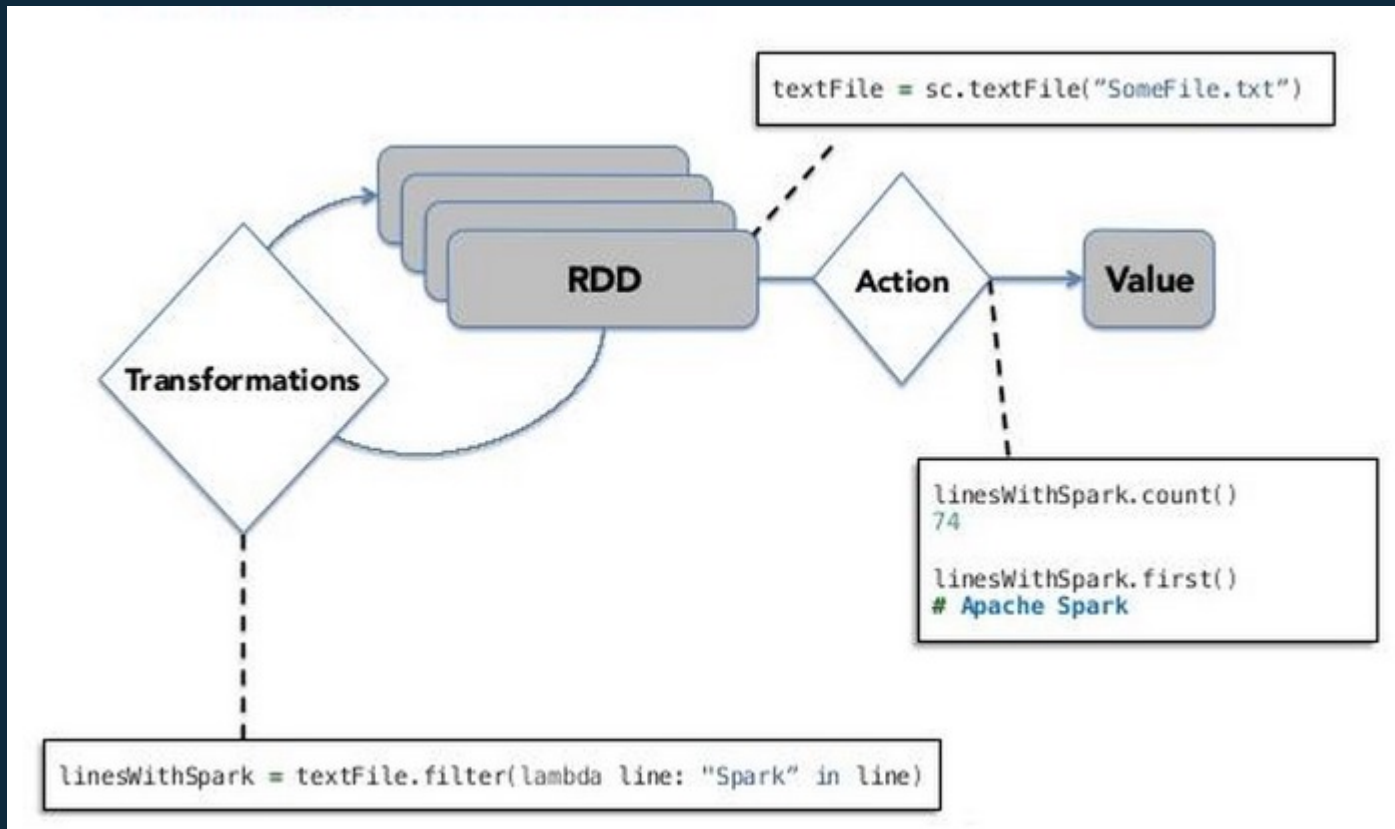 textFile = sc.textFile(”SomeFile.txt”)
RDD
Action
Value
Transformations
linesWithSpark.count()
74
linesWithSpark.first()
# Apache Spark
linesWithSpark = textFile.filter(lambda line: "Spark” in line)